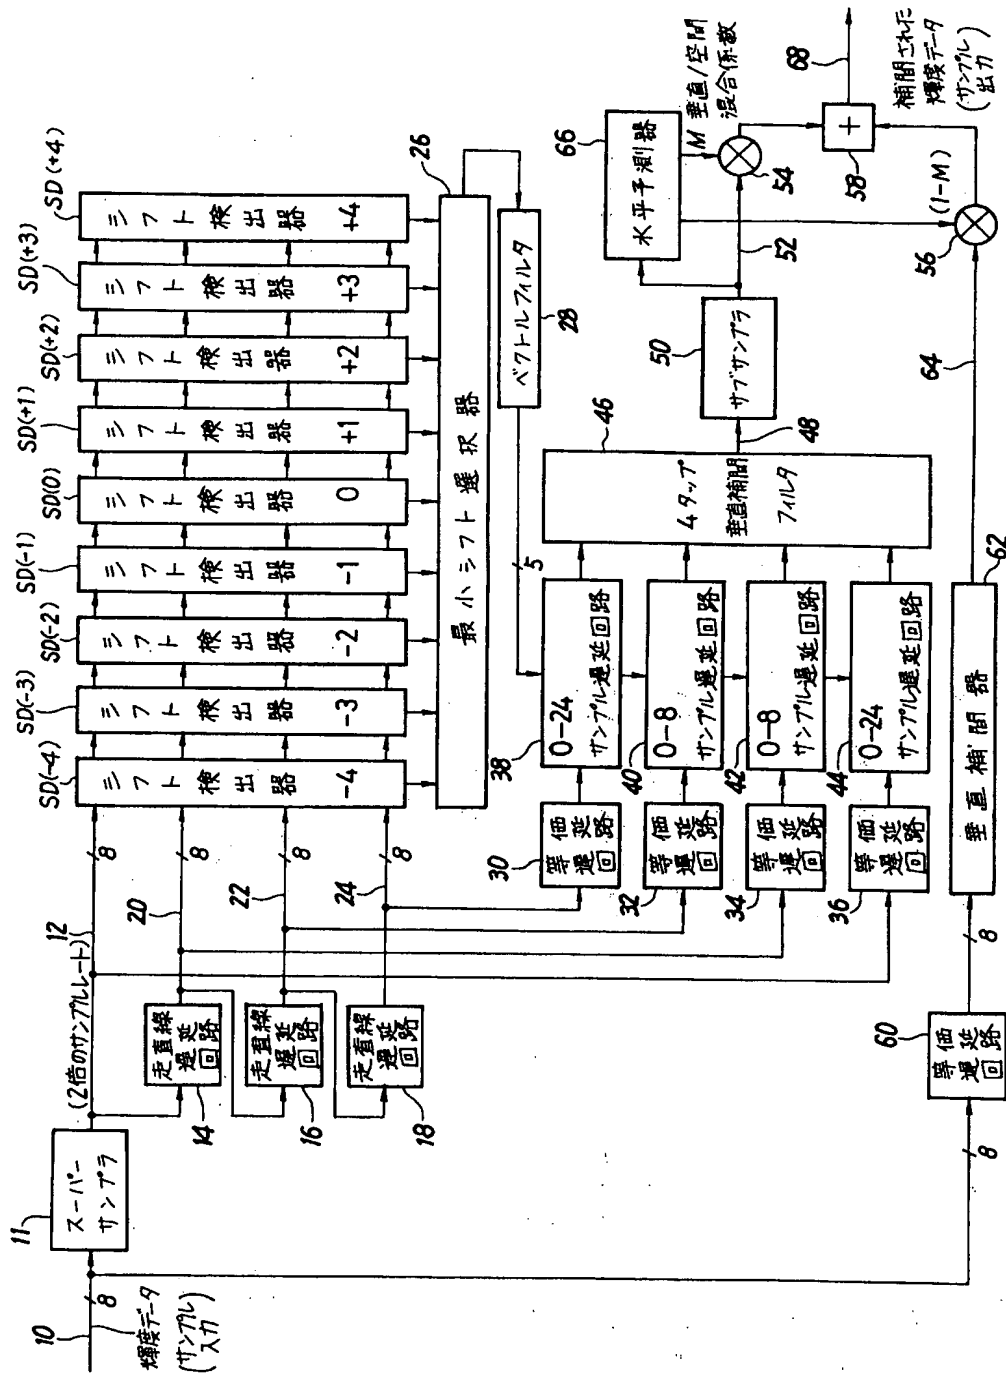 10
8
輝度データ
(サンプル
入力)
11
スーパー
サンプラ
12
(2倍のサンプルレート)
8
走査線
遅延
回路
14
20
8
走査線
遅延
回路
16
22
8
走査線
遅延
回路
18
24
8
SD(-4)
シフト検出器 -4
SD(-3)
シフト検出器 -3
SD(-2)
シフト検出器 -2
SD(-1)
シフト検出器 -1
SD(0)
シフト検出器 0
SD(+1)
シフト検出器 +1
SD(+2)
シフト検出器 +2
SD(+3)
シフト検出器 +3
SD(+4)
シフト検出器 +4
最小シフト選択器
26
ベクトルフィルタ
28
5
30
等価
遅延
回路
38
0-24
サンプル遅延回路
32
等価
遅延
回路
40
0-8
サンプル遅延回路
34
等価
遅延
回路
42
0-8
サンプル遅延回路
36
等価
遅延
回路
44
0-24
サンプル遅延回路
46
4タップ
垂直補間
フィルタ
48
50
サブサンプラ
52
66
水平予測器
M
垂直/空間
混合係数
54
+
58
68
補間された
輝度データ
(サンプル
出力)
(1-M)
56
8
60
等価
遅延
回路
8
垂直補間器
62
64